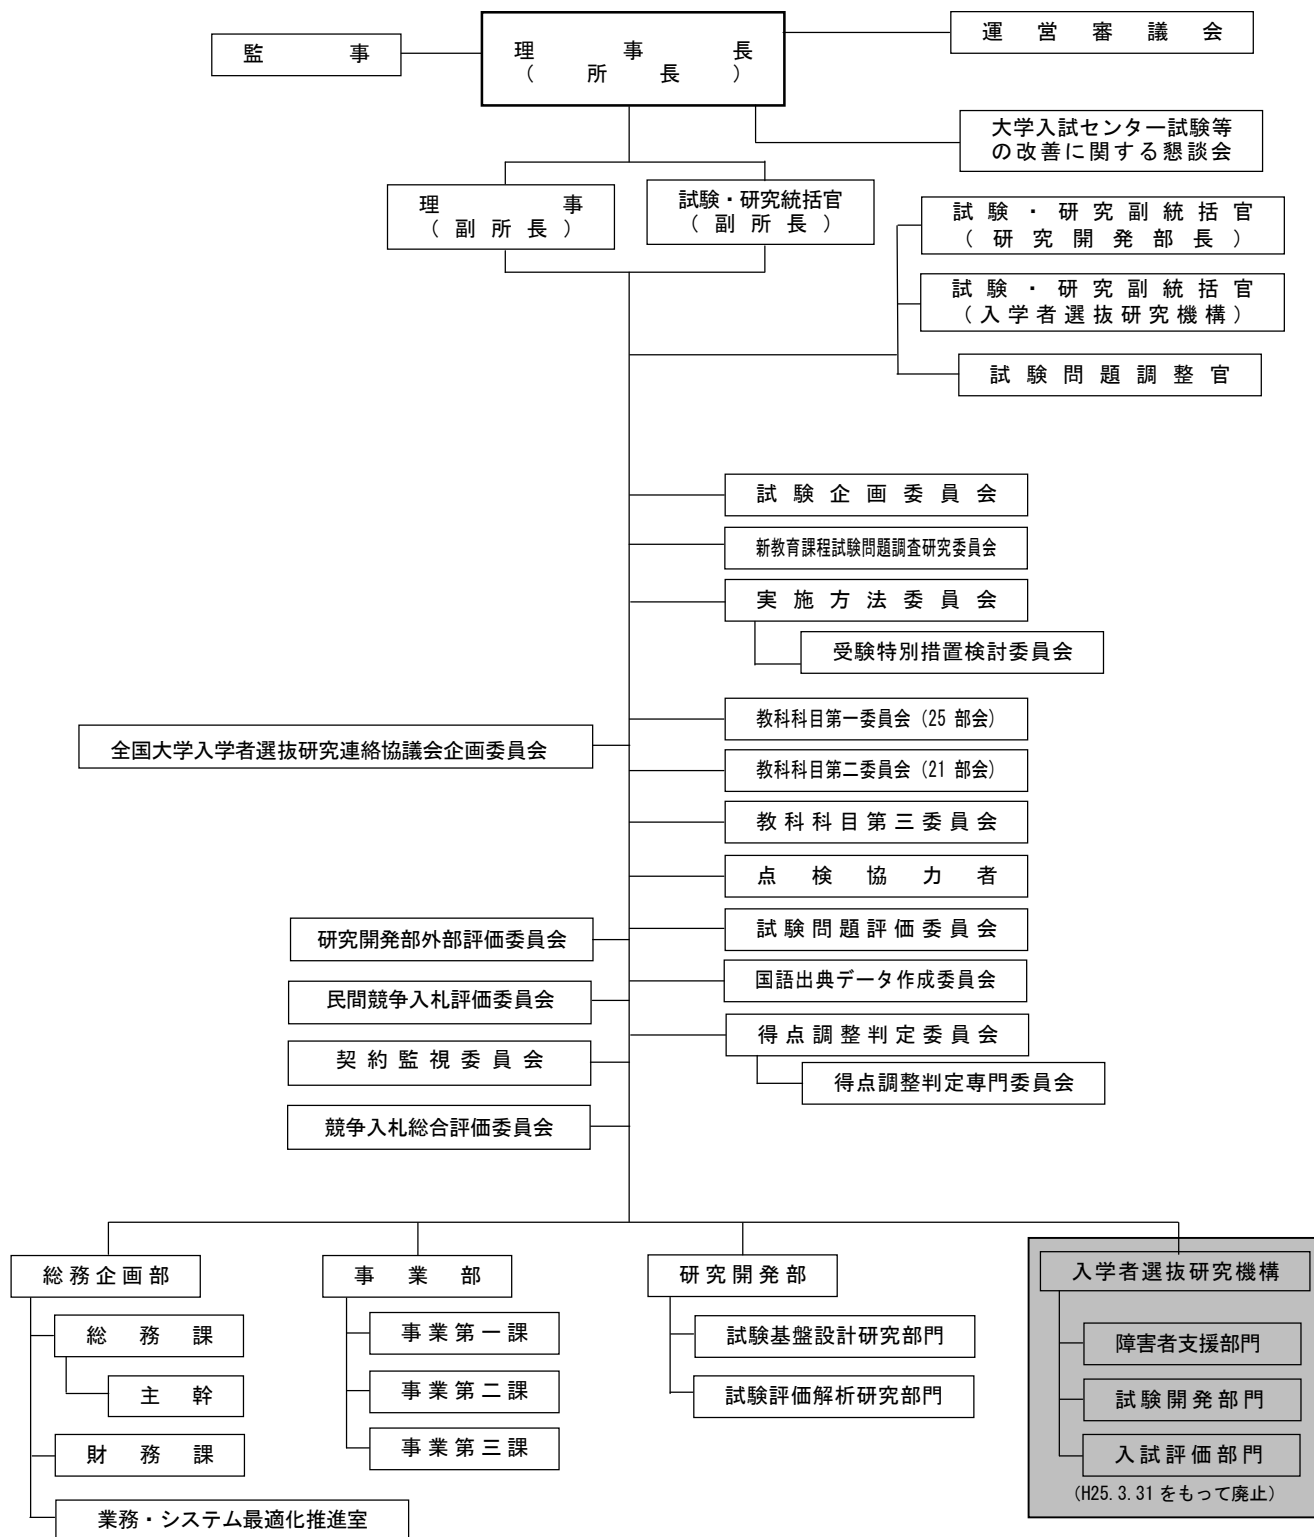 監事
理事長
(所長)
運営審議会
大学入試センター試験等
の改善に関する懇談会
理事
(副所長)
試験・研究統括官
(副所長)
試験・研究副統括官
(研究開発部長)
試験・研究副統括官
(入学者選抜研究機構)
試験問題調整官
試験企画委員会
新教育課程試験問題調査研究委員会
実施方法委員会
受験特別措置検討委員会
教科科目第一委員会(25 部会)
全国大学入学者選抜研究連絡協議会企画委員会
教科科目第二委員会(21 部会)
教科科目第三委員会
点検協力者
試験問題評価委員会
研究開発部外部評価委員会
国語出典データ作成委員会
民間競争入札評価委員会
得点調整判定委員会
契約監視委員会
得点調整判定専門委員会
競争入札総合評価委員会
総務企画部
総務課
主幹
財務課
業務・システム最適化推進室
事業部
事業第一課
事業第二課
事業第三課
研究開発部
試験基盤設計研究部門
試験評価解析研究部門
入学者選抜研究機構
障害者支援部門
試験開発部門
入試評価部門
(H25.3.31 をもって廃止)